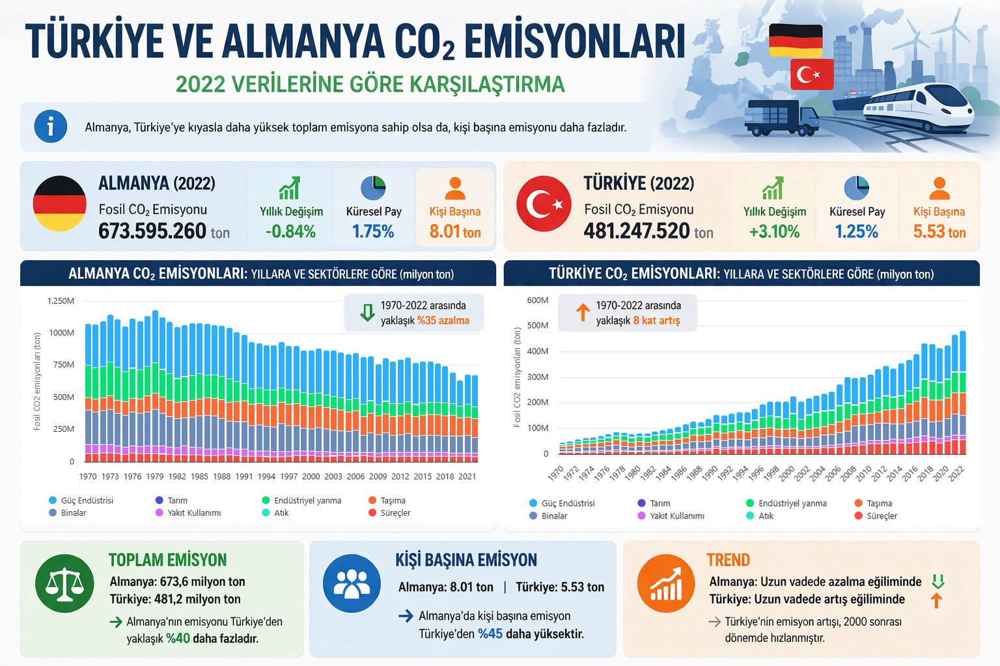 TÜRKİYE VE ALMANYA CO₂ EMİSYONLARI
2022 VERİLERİNE GÖRE KARŞILAŞTIRMA
i
Almanya, Türkiye'ye kıyasla daha yüksek toplam emisyona sahip olsa da, kişi başına emisyonu daha fazladır.
ALMANYA (2022)
Fosil CO₂ Emisyonu
673.595.260 ton
Yıllık Değişim
-0.84%
Küresel Pay
1.75%
Kişi Başına
8.01 ton
TÜRKİYE (2022)
Fosil CO₂ Emisyonu
481.247.520 ton
Yıllık Değişim
+3.10%
Küresel Pay
1.25%
Kişi Başına
5.53 ton
ALMANYA CO₂ EMİSYONLARI: YILLARA VE SEKTÖRLERE GÖRE (milyon ton)
1970-2022 arasında
yaklaşık %35 azalma
Fosil CO2 emisyonları (ton)
1.250M
1000M
750M
500M
250M
0
1970 1973 1976 1979 1982 1985 1988 1991 1994 1997 2000 2003 2006 2009 2012 2015 2018 2021
Güç Endüstrisi Tarım Endüstriyel yanma Taşıma
Binalar Yakıt Kullanımı Atık Süreçler
TÜRKİYE CO₂ EMİSYONLARI: YILLARA VE SEKTÖRLERE GÖRE (milyon ton)
1970-2022 arasında
yaklaşık 8 kat artış
Fosil CO2 emisyonları (ton)
600M
500M
400M
300M
200M
100M
0
1970 1972 1974 1976 1978 1980 1982 1984 1986 1988 1990 1992 1994 1996 1998 2000 2002 2004 2006 2008 2010 2012 2014 2016 2018 2020 2022
Güç Endüstrisi Tarım Endüstriyel yanma Taşıma
Binalar Yakıt Kullanımı Atık Süreçler
TOPLAM EMİSYON
Almanya: 673,6 milyon ton
Türkiye: 481,2 milyon ton
→ Almanya'nın emisyonu Türkiye'den
yaklaşık %40 daha fazladır.
KİŞİ BAŞINA EMİSYON
Almanya: 8.01 ton | Türkiye: 5.53 ton
→ Almanya'da kişi başına emisyon
Türkiye'den %45 daha yüksektir.
TREND
Almanya: Uzun vadede azalma eğiliminde
Türkiye: Uzun vadede artış eğiliminde
→ Türkiye'nin emisyon artışı, 2000 sonrası
dönemde hızlanmıştır.